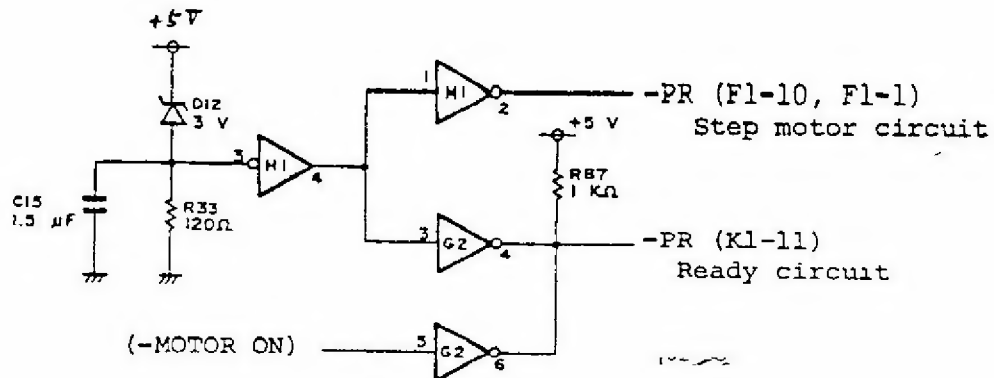 +5 V
D12
3 V
1
H1
2
-PR (F1-10, F1-1)
Step motor circuit
+5 V
3
H1
4
R87
1 KΩ
C15
.5 µF
R33
120Ω
3
G2
4
-PR (K1-11)
Ready circuit
(-MOTOR ON)
5
G2
6